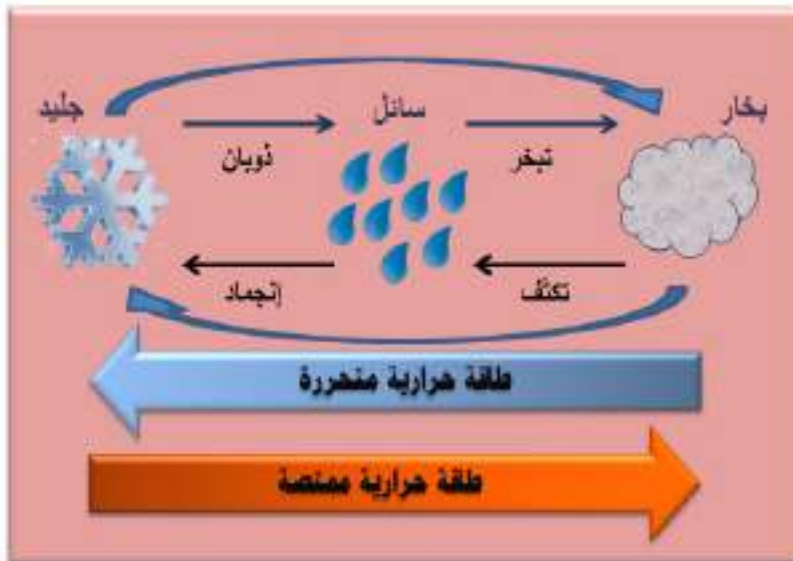 بخار
سائل
جليد
تبخر
ذوبان
تكثف
إنجماد
طاقة حرارية متحررة
طاقة حرارية ممتصة